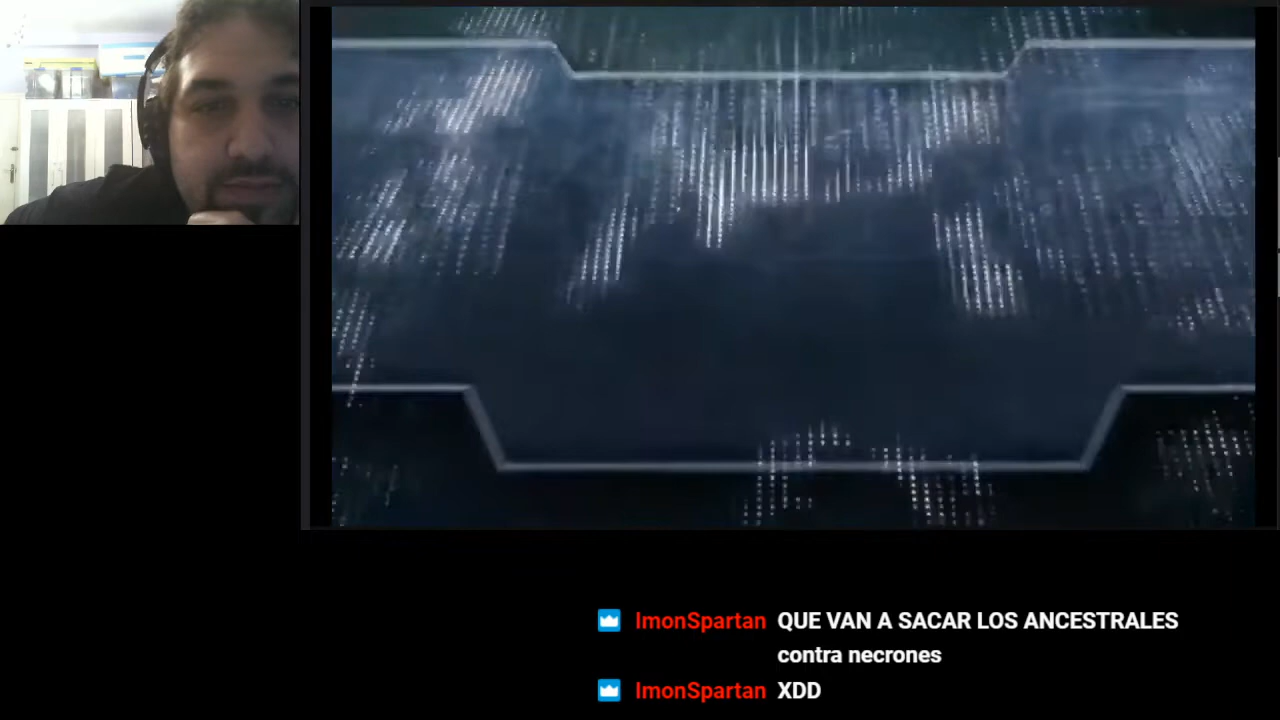 ImonSpartan QUE VAN A SACAR LOS ANCESTRALES
contra necrones
ImonSpartan XDD